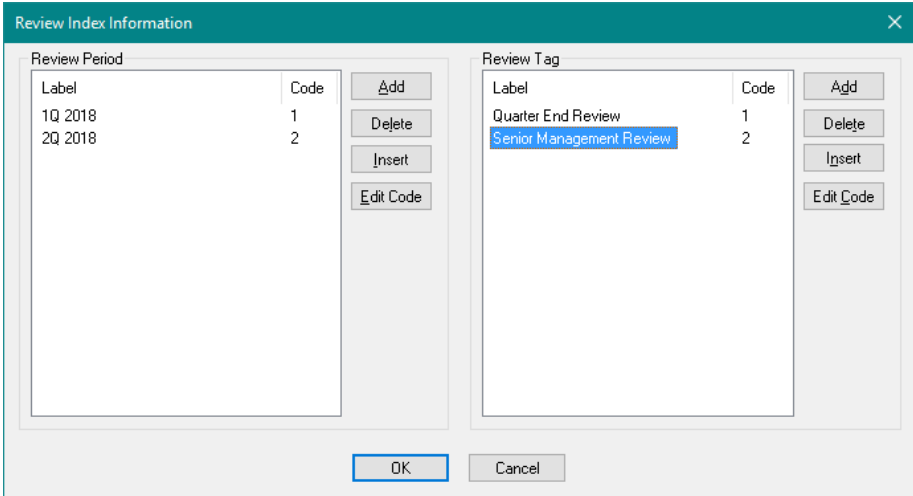 Review Index Information
Review Period
Label Code
1Q 2018 1
2Q 2018 2
Add
Delete
Insert
Edit Code
Review Tag
Label Code
Quarter End Review 1
Senior Management Review 2
Add
Delete
Insert
Edit Code
OK
Cancel